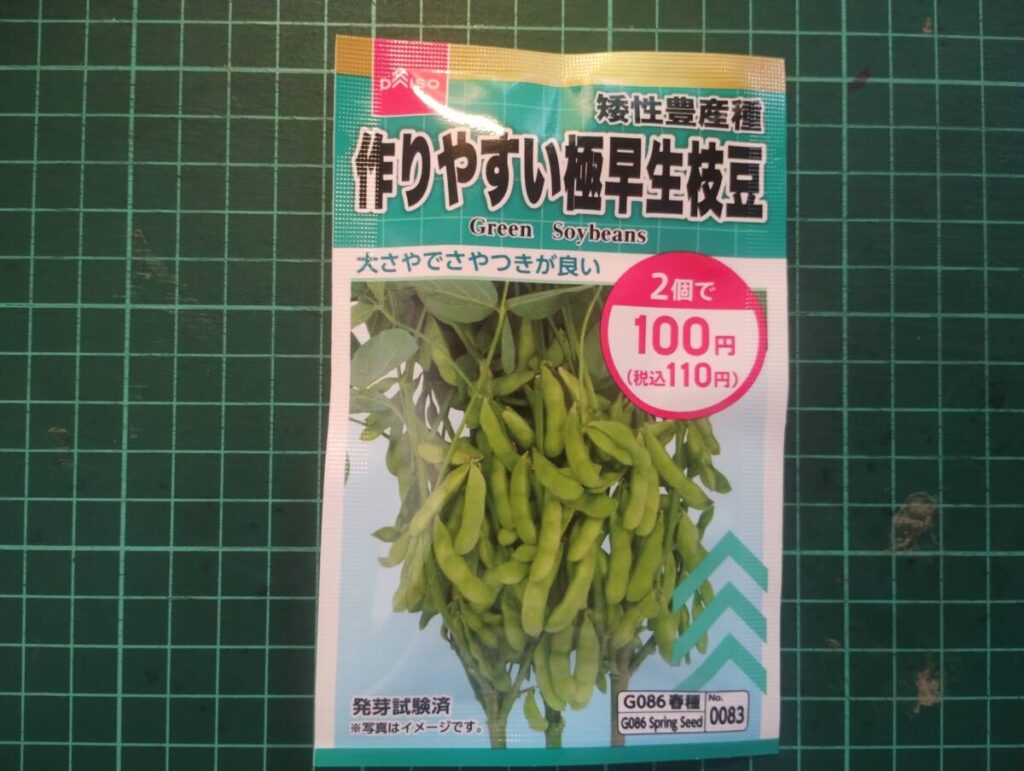 DAISO
矮性豊産種
作りやすい極早生枝豆
Green Soybeans
大さやでさやつきが良い
2個で
100円
(税込110円)
発芽試験済
※写真はイメージです。
G086 春種
G086 Spring Seed
No.
0083